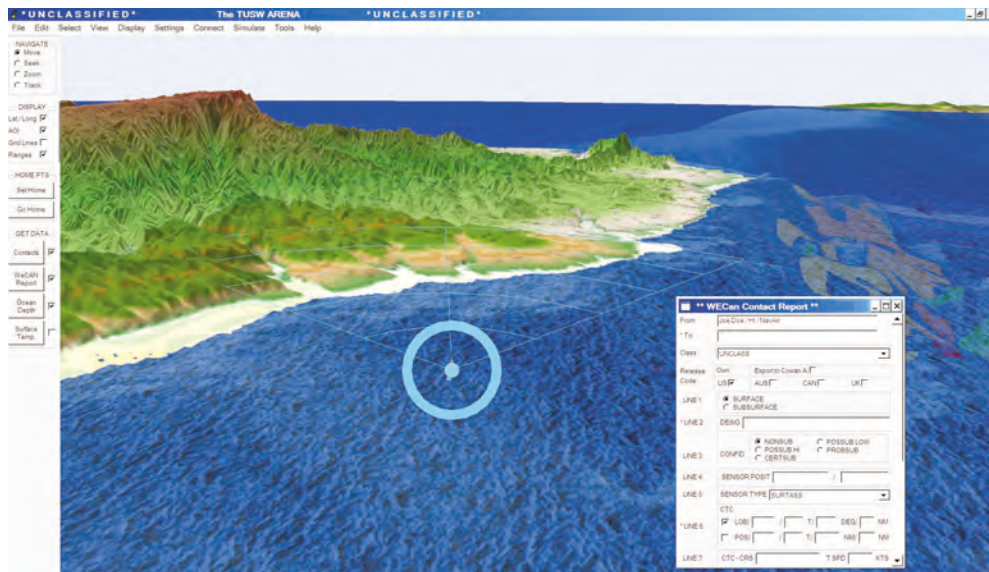 *UNCLASSIFIED* The TUSW ARENA *UNCLASSIFIED*
File Edit Select View Display Settings Connect Simulate Tools Help
NAVIGATE
Move
Seek
Zoom
Track
DISPLAY
Lat/Long
AOI
Grid Lines
Ranges
HOME PTS
Set Home
Go Home
GET DATA
Contacts
WeCAN
Report
Ocean
Depth
Surface
Temp.
** WECan Contact Report **
From Joe Doe / HI / NavAir
*To
Class UNCLASS
Release Own Export to Cowan A
Code US AUS CAN UK
LINE 1 SURFACE
SUBSURFACE
*LINE 2 DESIG
NONSUB POSSUB LOW
LINE 3 CONFID. POSSUB HI PROBSUB
CERTSUB
LINE 4 SENSOR POSIT /
LINE 5 SENSOR TYPE SURTASS
CTC
*LINE 6 LOB/ / T/ DEG/ NM
POS/ / T/ NM/ NM
LINE 7 CTC - CRS T SPD KTS